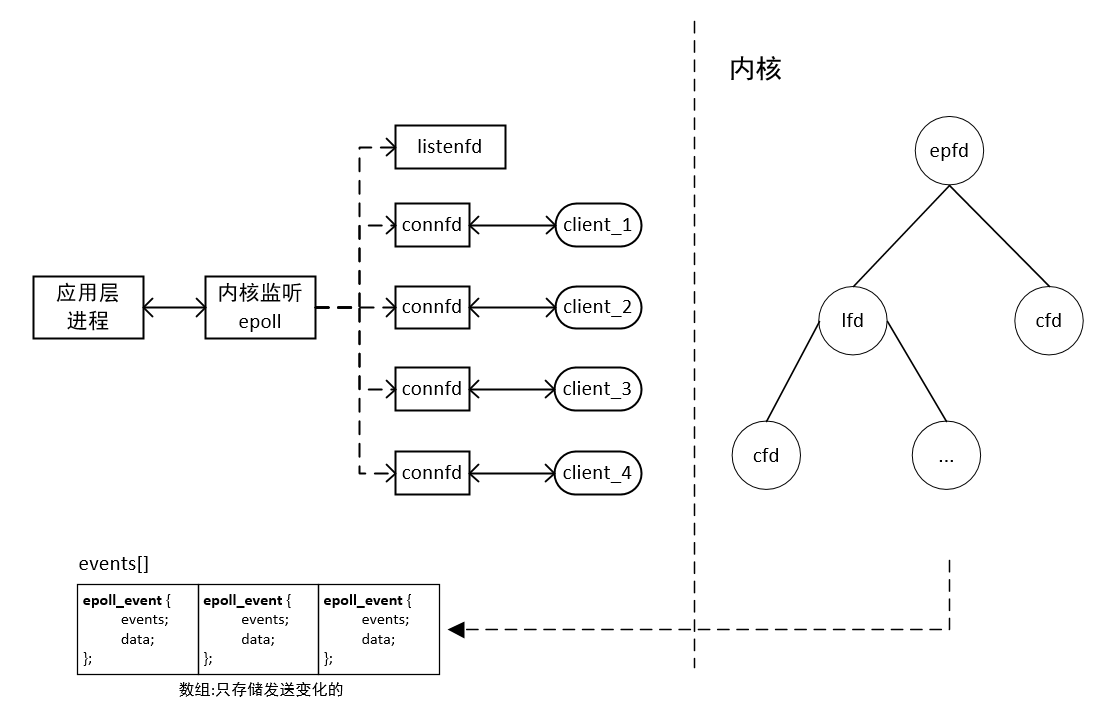 内核
listenfd
epfd
connfd
client_1
应用层
进程
内核监听
epoll
connfd
client_2
lfd
cfd
connfd
client_3
cfd
...
connfd
client_4
events[]
epoll_event {
events;
data;
};
epoll_event {
events;
data;
};
epoll_event {
events;
data;
};
数组:只存储发送变化的